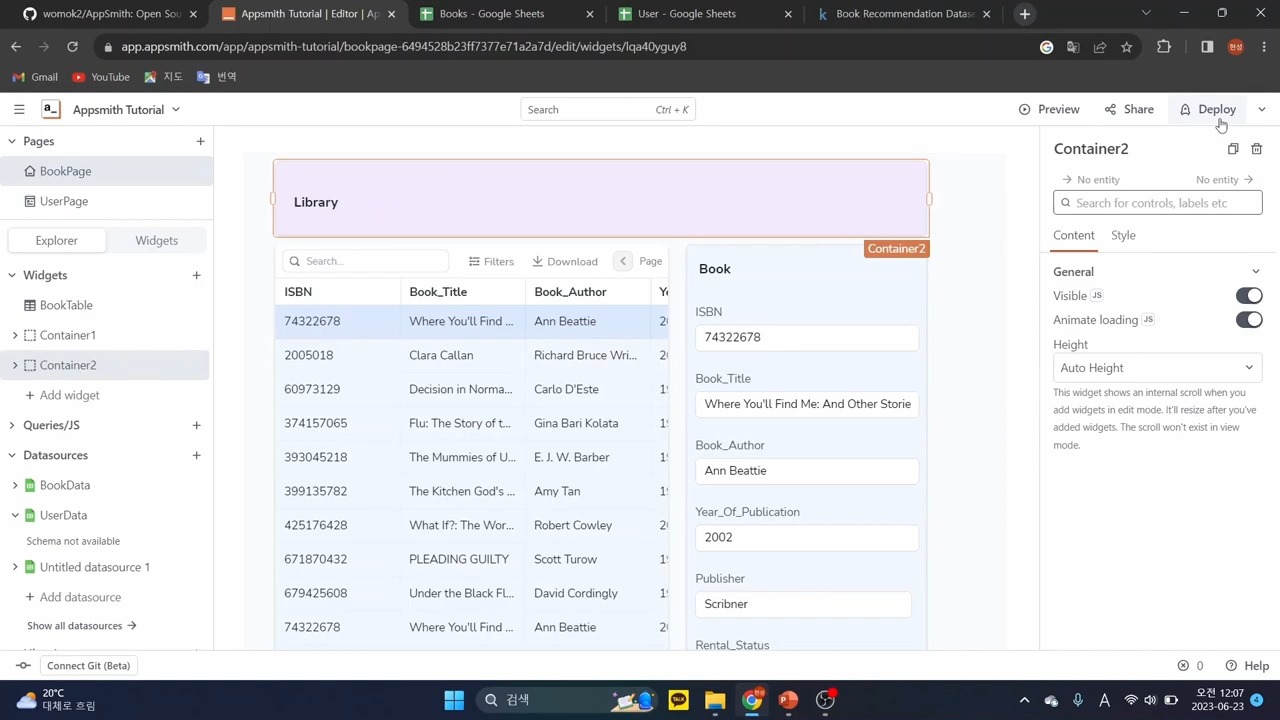 womok2/Appsmith: Open Sou
Appsmith Tutorial | Editor | Ap
Books - Google Sheets
User - Google Sheets
Book Recommendation Datase
app.appsmith.com/app/appsmith-tutorial/bookpage-6494528b23ff7377e71a2a7d/edit/widgets/lqa40yguy8
현성
Gmail
YouTube
지도
번역
a_
Appsmith Tutorial
Search
Ctrl + K
Preview
Share
Deploy
Pages
BookPage
UserPage
Explorer
Widgets
Widgets
BookTable
Container1
Container2
Add widget
Queries/JS
Datasources
BookData
UserData
Schema not available
Untitled datasource 1
Add datasource
Show all datasources
Connect Git (Beta)
Library
Container2
Search...
Filters
Download
Page
ISBN Book_Title Book_Author
74322678 Where You'll Find ... Ann Beattie
2005018 Clara Callan Richard Bruce Wri...
60973129 Decision in Norma... Carlo D'Este
374157065 Flu: The Story of t... Gina Bari Kolata
393045218 The Mummies of U... E. J. W. Barber
399135782 The Kitchen God's ... Amy Tan
425176428 What If?: The Wor... Robert Cowley
671870432 PLEADING GUILTY Scott Turow
679425608 Under the Black Fl... David Cordingly
74322678 Where You'll Find ... Ann Beattie
Book
ISBN
74322678
Book_Title
Where You'll Find Me: And Other Storie
Book_Author
Ann Beattie
Year_Of_Publication
2002
Publisher
Scribner
Rental_Status
Container2
No entity
No entity
Search for controls, labels etc
Content
Style
General
Visible JS
Animate loading JS
Height
Auto Height
This widget shows an internal scroll when you
add widgets in edit mode. It'll resize after you've
added widgets. The scroll won't exist in view
mode.
0
Help
20°C
대체로 흐림
검색
TALK
A
오전 12:07
2023-06-23
4